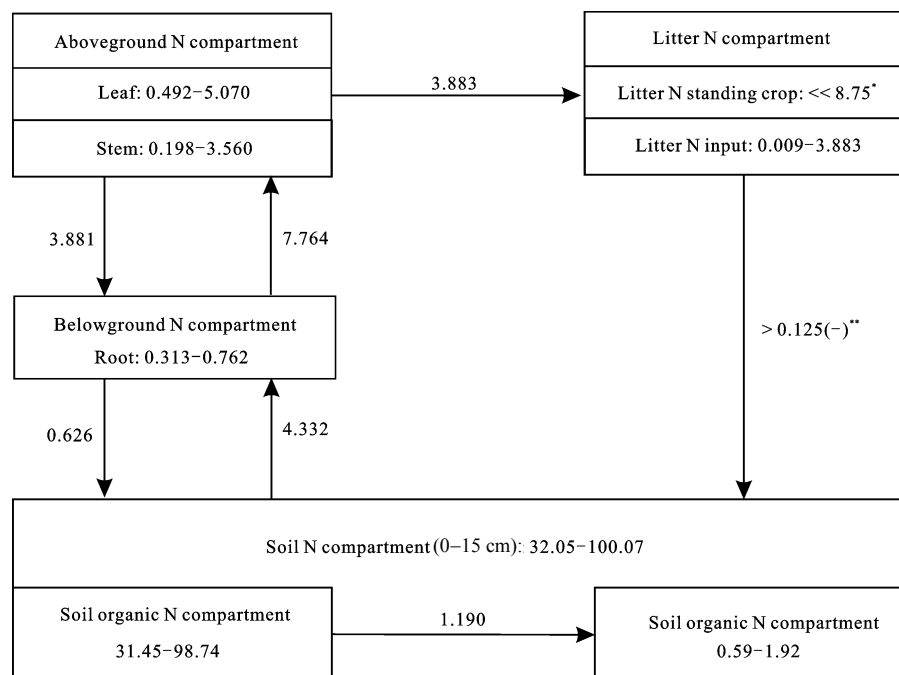 Aboveground N compartment
Leaf: 0.492−5.070
Stem: 0.198−3.560
3.883
Litter N compartment
Litter N standing crop: << 8.75*
Litter N input: 0.009−3.883
3.881
7.764
Belowground N compartment
Root: 0.313−0.762
> 0.125(−)**
0.626
4.332
Soil N compartment (0–15 cm): 32.05−100.07
Soil organic N compartment
31.45−98.74
1.190
Soil organic N compartment
0.59−1.92